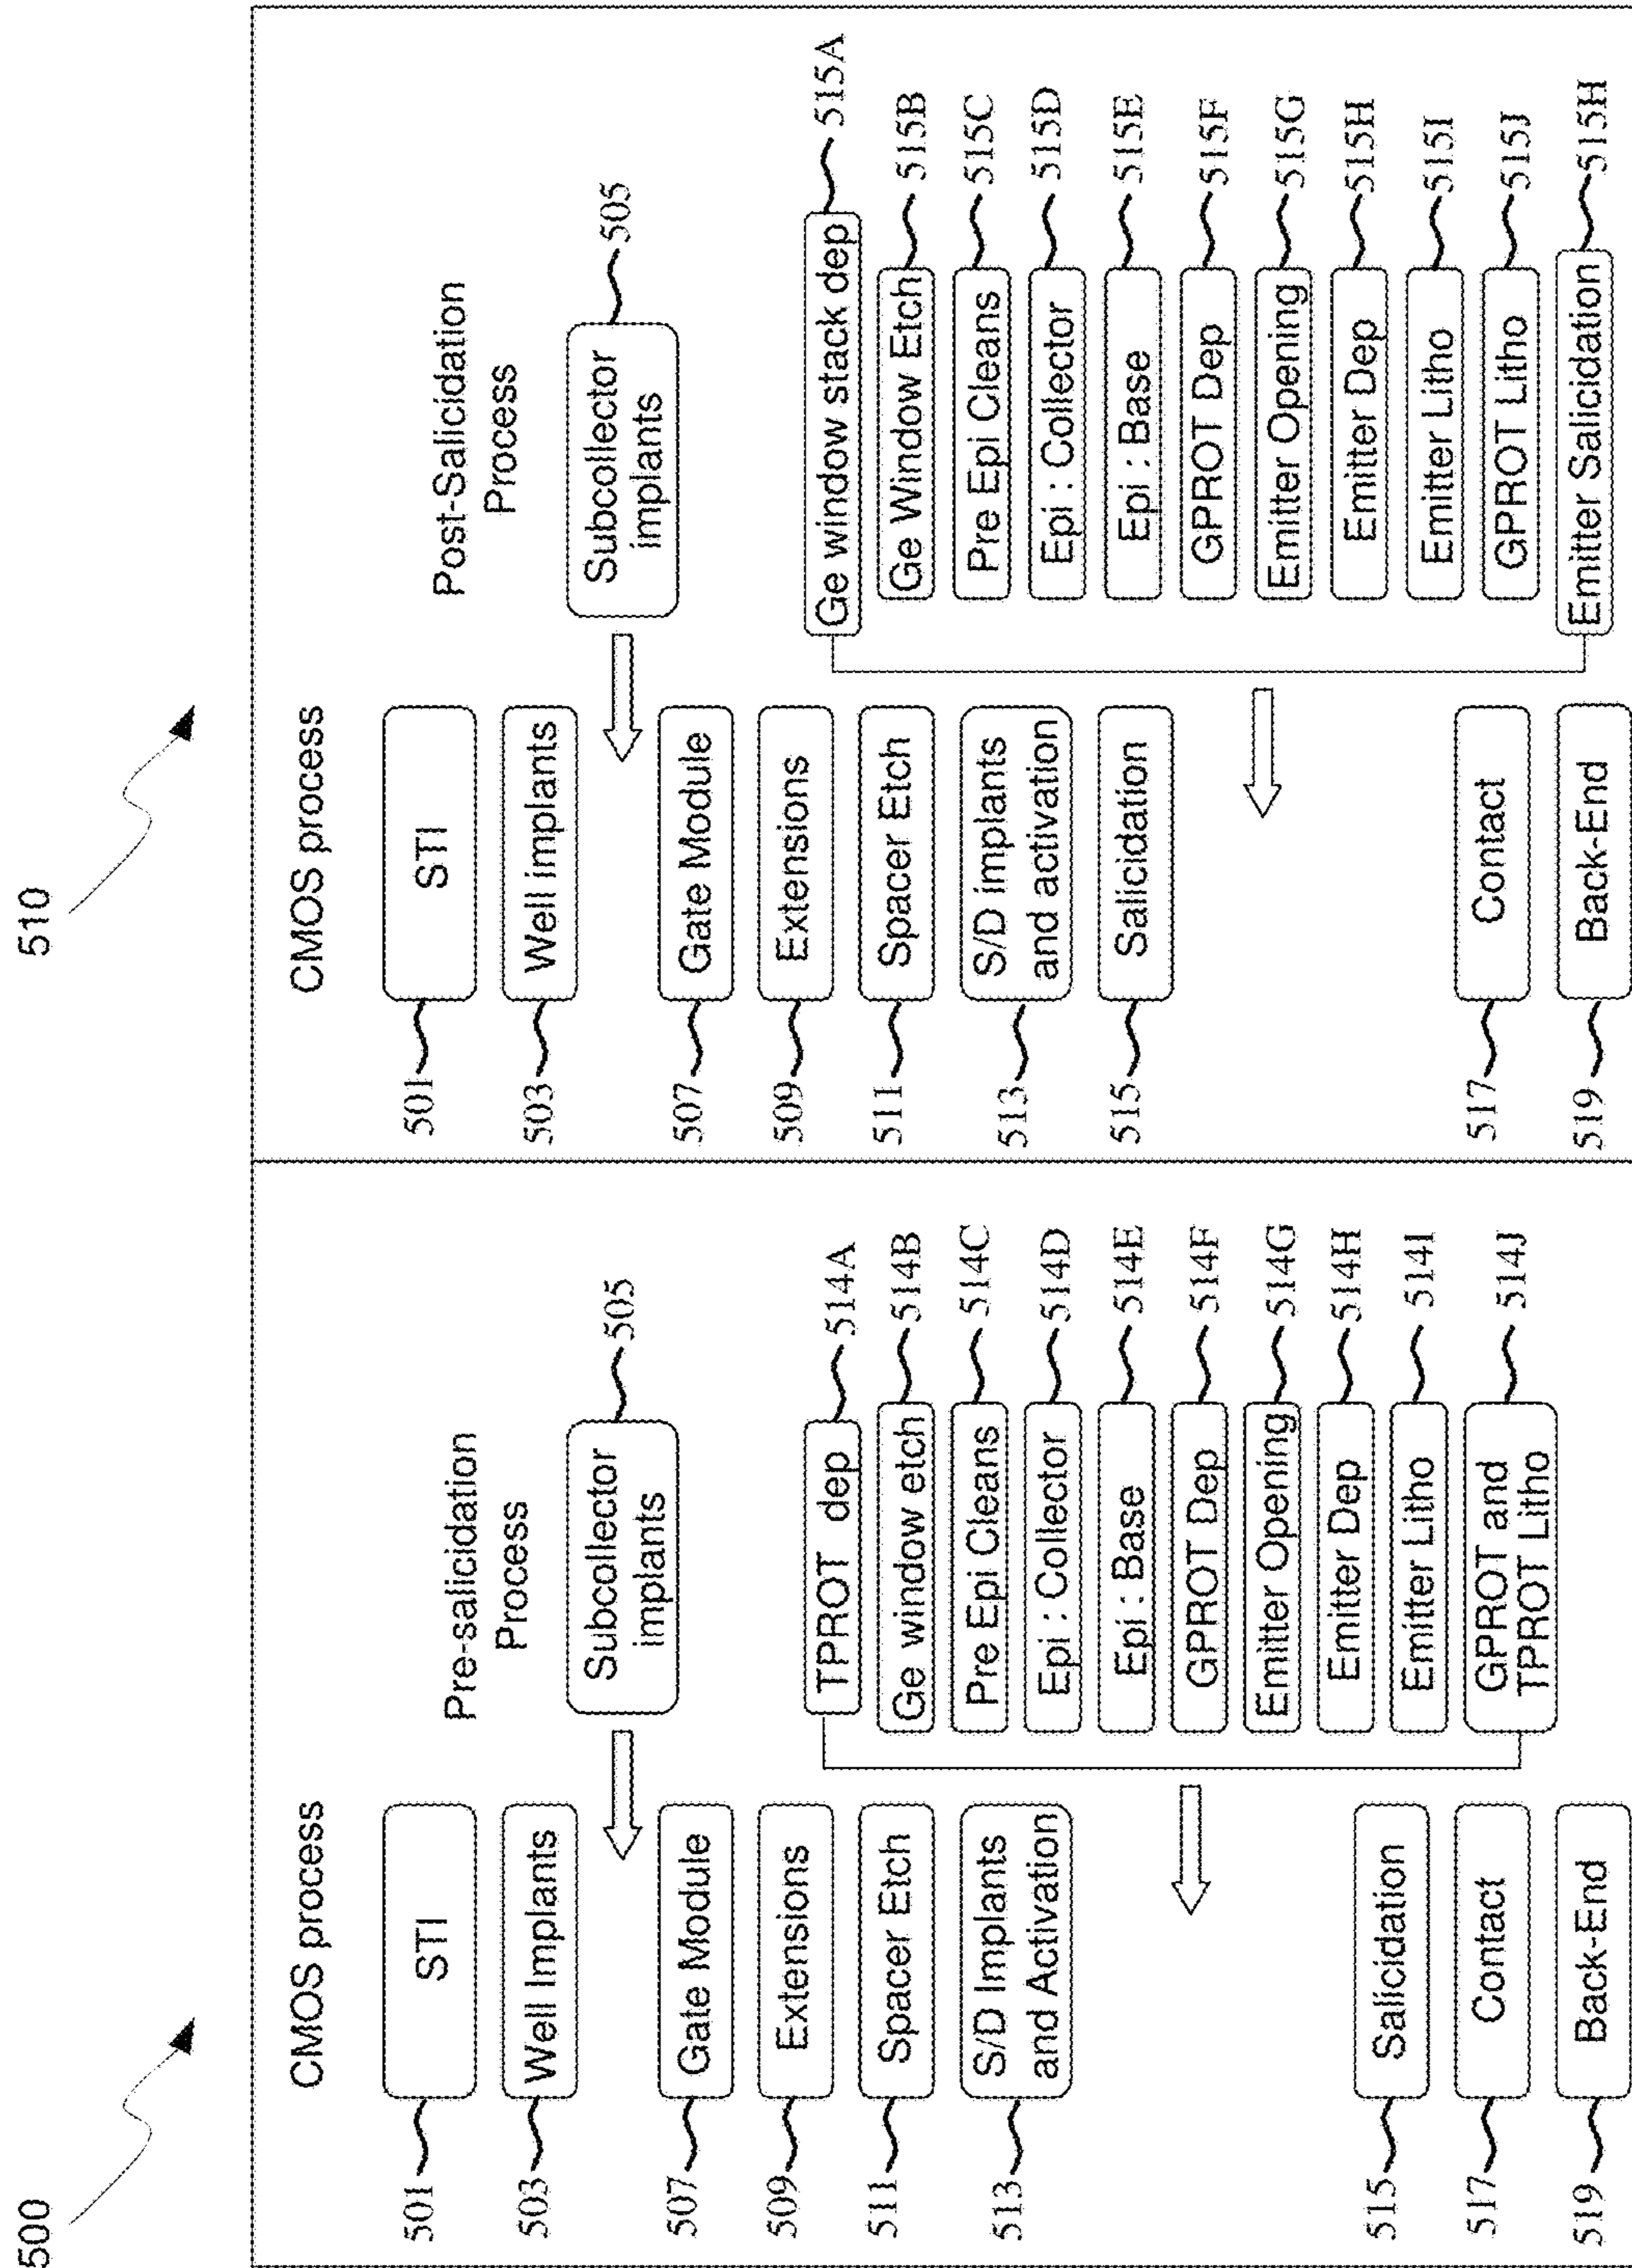 500
CMOS process
Pre-salicidation
Process
501
STI
503
Well Implants
Subcollector
implants
505
507
Gate Module
509
Extensions
511
Spacer Etch
513
S/D Implants
and Activation
TPROT dep
514A
Ge window etch
514B
Pre Epi Cleans
514C
Epi : Collector
514D
Epi : Base
514E
GPROT Dep
514F
Emitter Opening
514G
Emitter Dep
514H
Emitter Litho
514I
GPROT and
TPROT Litho
514J
515
Salicidation
517
Contact
519
Back-End
510
CMOS process
Post-Salicidation
Process
501
STI
503
Well implants
Subcollector
implants
505
507
Gate Module
509
Extensions
511
Spacer Etch
513
S/D implants
and activation
515
Salicidation
Ge window stack dep
515A
Ge Window Etch
515B
Pre Epi Cleans
515C
Epi : Collector
515D
Epi : Base
515E
GPROT Dep
515F
Emitter Opening
515G
Emitter Dep
515H
Emitter Litho
515I
GPROT Litho
515J
Emitter Salicidation
515H
517
Contact
519
Back-End